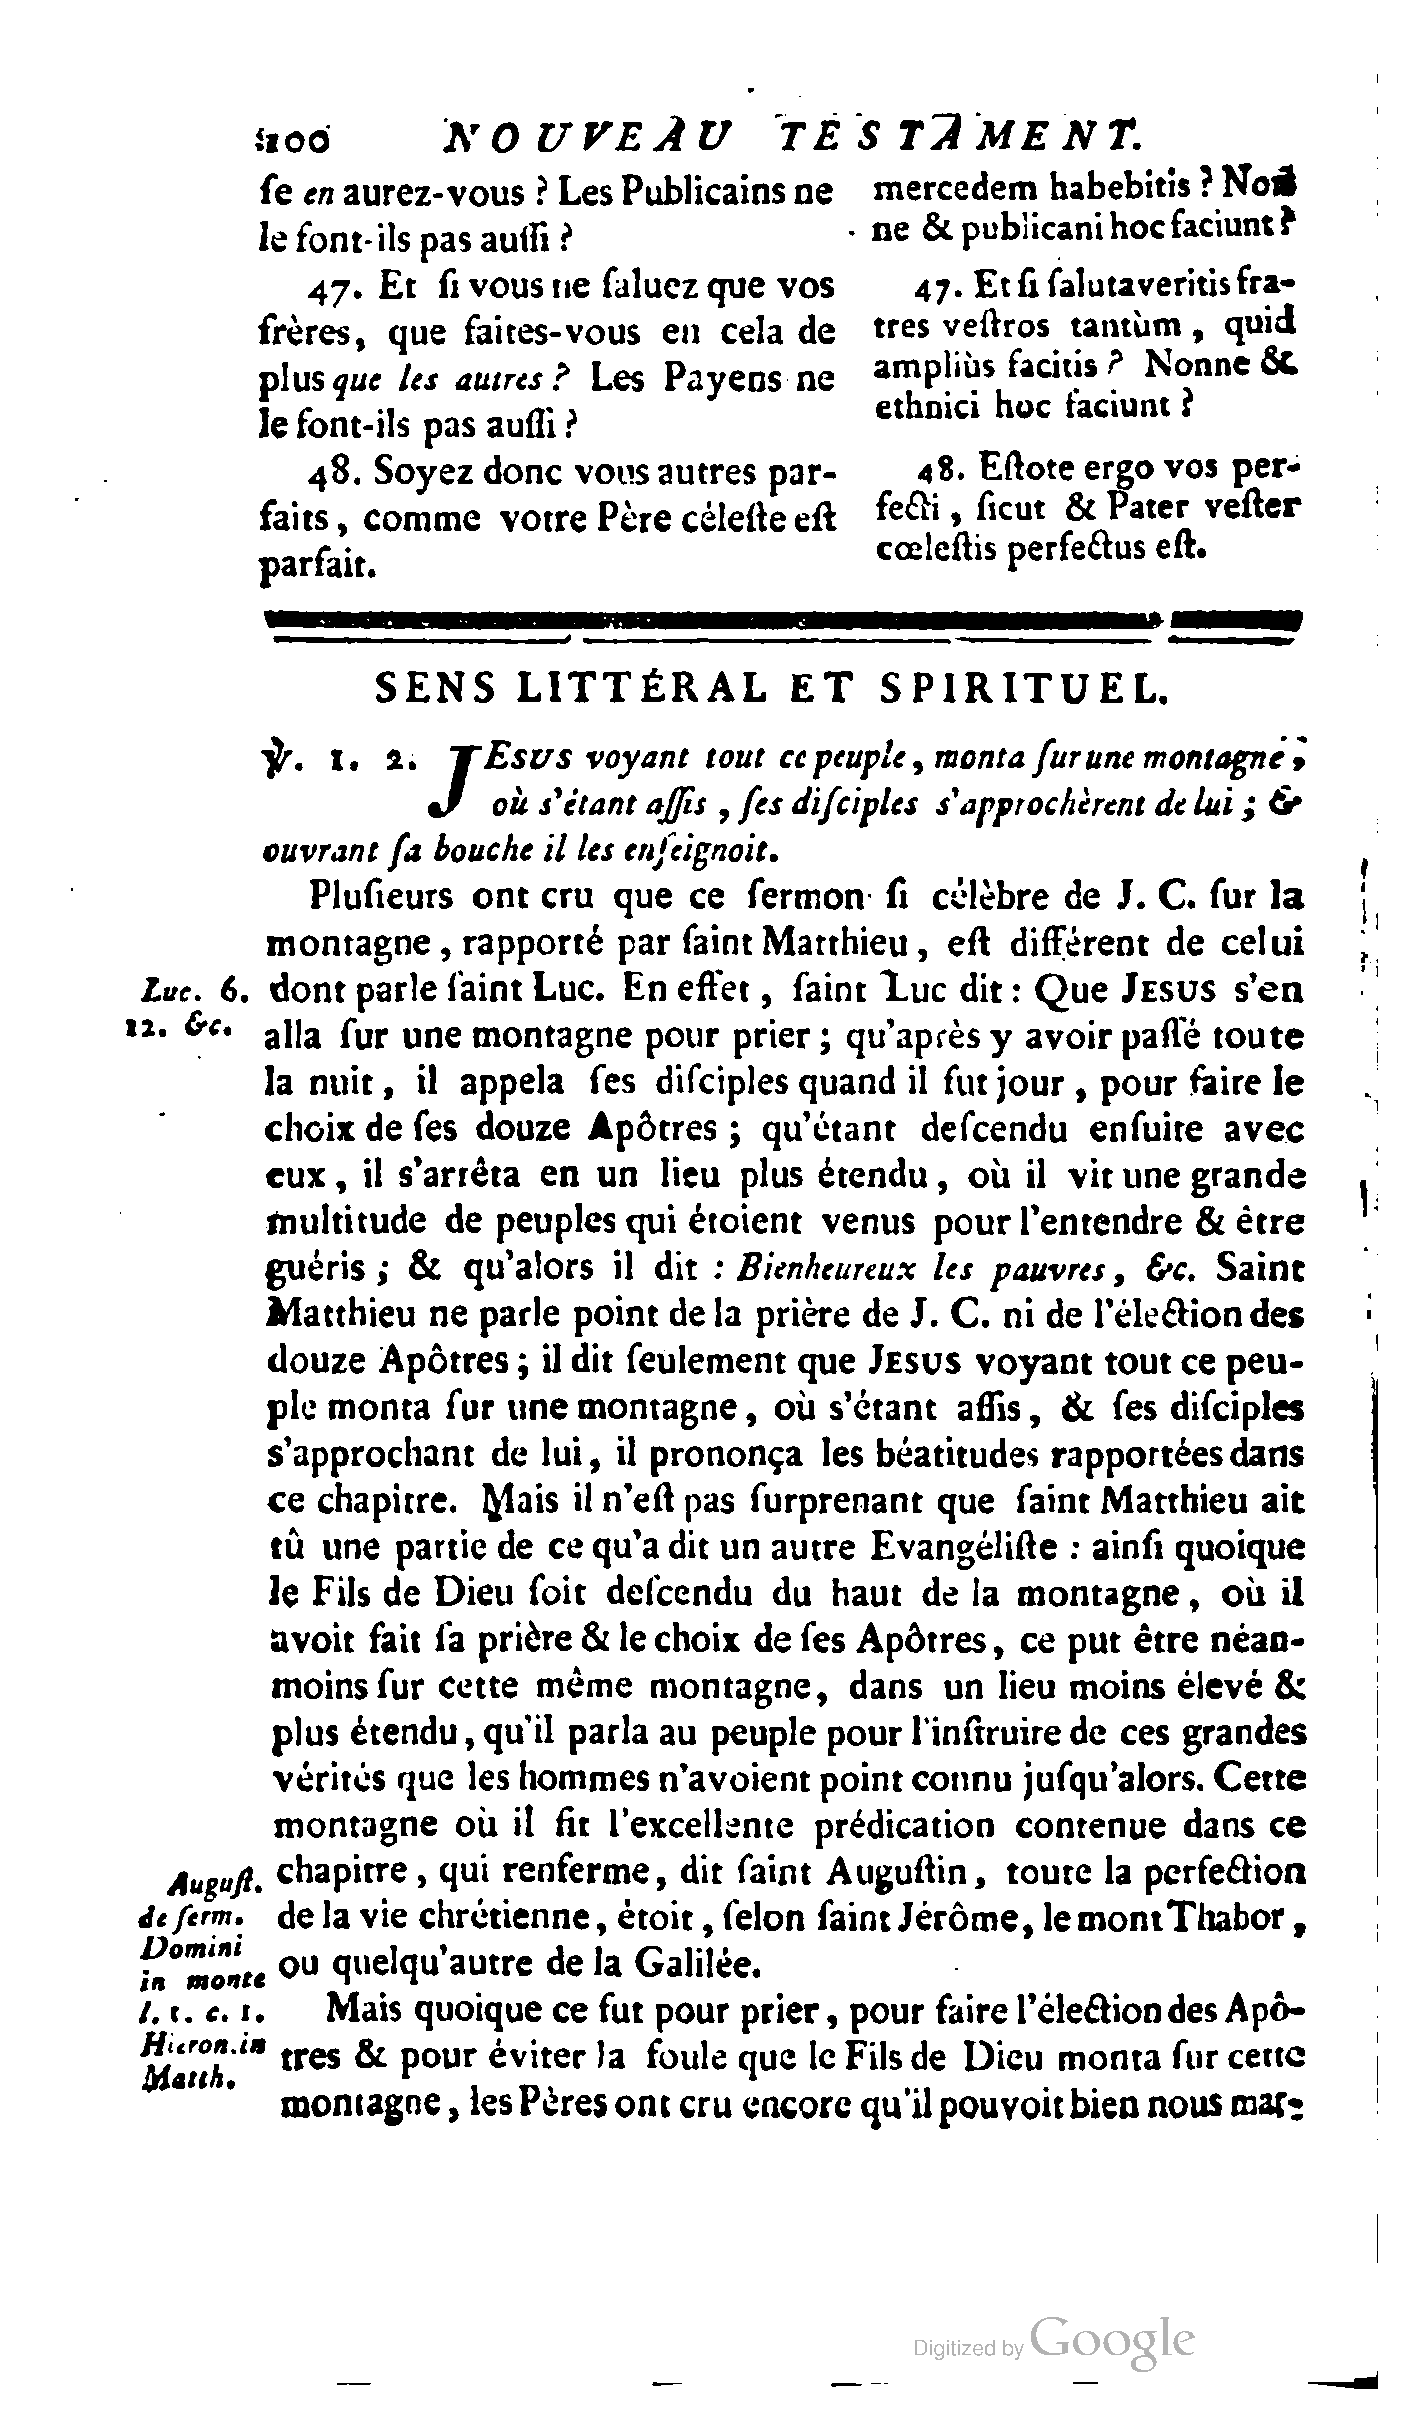 100 NOUVEAU TESTAMENT.
ſe en aurez-vous ? Les Publicains ne
le font-ils pas auſſi ?
47. Et ſi vous ne ſaluez que vos
frères, que faites-vous en cela de
plus que les autres ? Les Payens ne
le font-ils pas auſſi ?
48. Soyez donc vous autres par-
faits, comme votre Père céleſte eſt
parfait.
mercedem habebitis ? Non
ne & publicani hoc faciunt ?
47. Et ſi ſalutaveritis fra-
tres veſtros tantùm, quid
ampliùs facitis ? Nonne &
ethnici hoc faciunt ?
48. Eſtote ergo vos per-
fecti, ſicut & Pater veſter
cœleſtis perfectus eſt.
SENS LITTÉRAL ET SPIRITUEL.
℣. 1. 2. JEsus voyant tout ce peuple, monta ſur une montagne ;
où s'étant aſſis, ſes diſciples s'approchèrent de lui ; &
ouvrant ſa bouche il les enſeignoit.
Pluſieurs ont cru que ce ſermon ſi célèbre de J. C. ſur la
montagne, rapporté par ſaint Matthieu, eſt différent de celui
Luc. 6.
12. &c.
dont parle ſaint Luc. En effet, ſaint Luc dit : Que Jesus s'en
alla ſur une montagne pour prier ; qu'après y avoir paſſé toute
la nuit, il appela ſes diſciples quand il fut jour, pour faire le
choix de ſes douze Apôtres ; qu'étant deſcendu enſuite avec
eux, il s'arrêta en un lieu plus étendu, où il vit une grande
multitude de peuples qui étoient venus pour l'entendre & être
guéris ; & qu'alors il dit : Bienheureux les pauvres, &c. Saint
Matthieu ne parle point de la prière de J. C. ni de l'élection des
douze Apôtres ; il dit ſeulement que Jesus voyant tout ce peu-
ple monta ſur une montagne, où s'étant aſſis, & ſes diſciples
s'approchant de lui, il prononça les béatitudes rapportées dans
ce chapitre. Mais il n'eſt pas ſurprenant que ſaint Matthieu ait
tû une partie de ce qu'a dit un autre Evangéliſte : ainſi quoique
le Fils de Dieu ſoit deſcendu du haut de la montagne, où il
avoit fait ſa prière & le choix de ſes Apôtres, ce put être néan-
moins ſur cette même montagne, dans un lieu moins élevé &
plus étendu, qu'il parla au peuple pour l'inſtruire de ces grandes
vérités que les hommes n'avoient point connu juſqu'alors. Cette
montagne où il fit l'excellente prédication contenue dans ce
chapitre, qui renferme, dit ſaint Auguſtin, toute la perfection
de la vie chrétienne, étoit, ſelon ſaint Jérôme, le mont Thabor,
ou quelqu'autre de la Galilée.
Auguſt.
de ſerm.
Domini
in monte
l. 1. c. 1.
Hieron. in
Matth.
Mais quoique ce fut pour prier, pour faire l'élection des Apô-
tres & pour éviter la foule que le Fils de Dieu monta ſur cette
montagne, les Pères ont cru encore qu'il pouvoit bien nous mar-
Digitized by Google